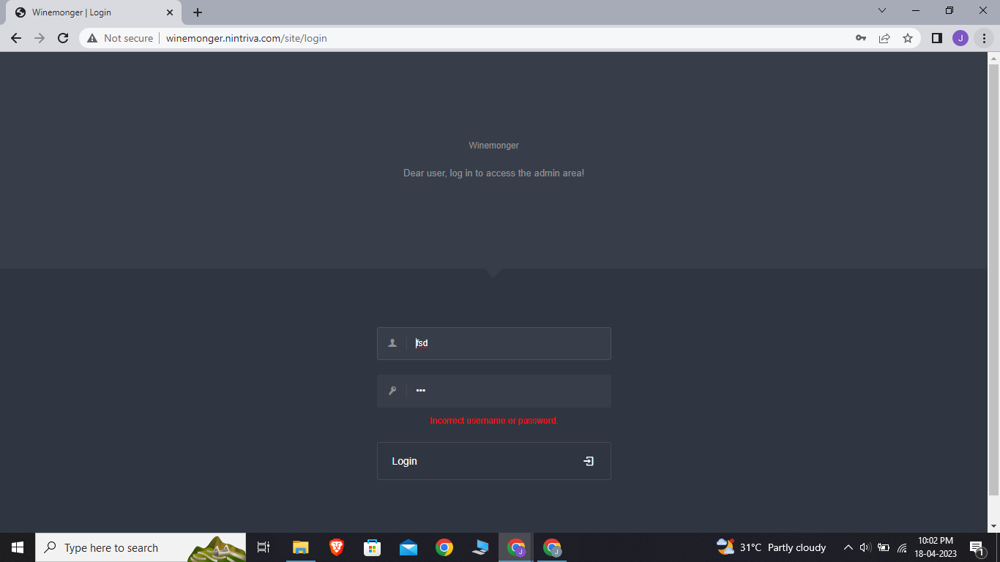 Winemonger | Login
Not secure
winemonger.nintriva.com/site/login
J
Winemonger
Dear user, log in to access the admin area!
fsd
•••
Incorrect username or password.
Login
Type here to search
J
J
31°C Partly cloudy
10:02 PM
18-04-2023
1